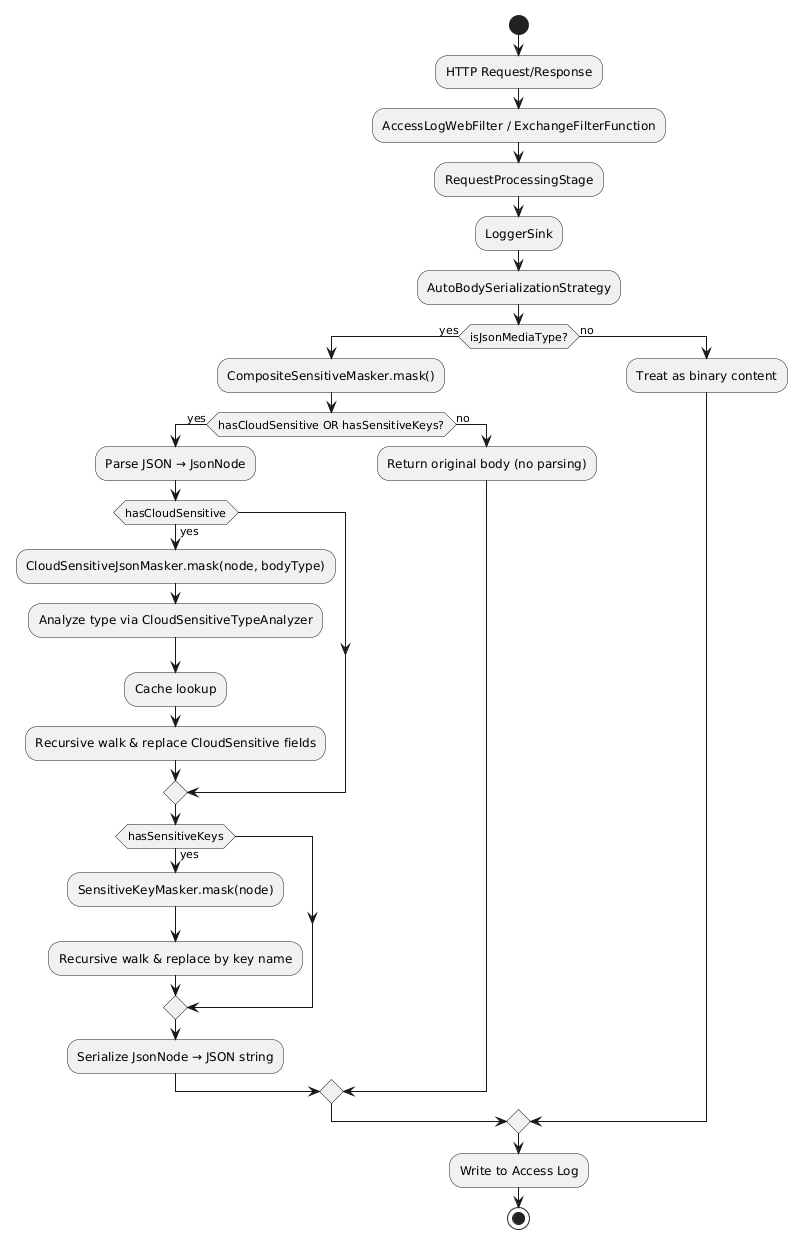 HTTP Request/Response
AccessLogWebFilter / ExchangeFilterFunction
RequestProcessingStage
LoggerSink
AutoBodySerializationStrategy
yes
isJsonMediaType?
no
CompositeSensitiveMasker.mask()
Treat as binary content
yes
hasCloudSensitive OR hasSensitiveKeys?
no
Parse JSON → JsonNode
Return original body (no parsing)
hasCloudSensitive
yes
CloudSensitiveJsonMasker.mask(node, bodyType)
Analyze type via CloudSensitiveTypeAnalyzer
Cache lookup
Recursive walk & replace CloudSensitive fields
hasSensitiveKeys
yes
SensitiveKeyMasker.mask(node)
Recursive walk & replace by key name
Serialize JsonNode → JSON string
Write to Access Log